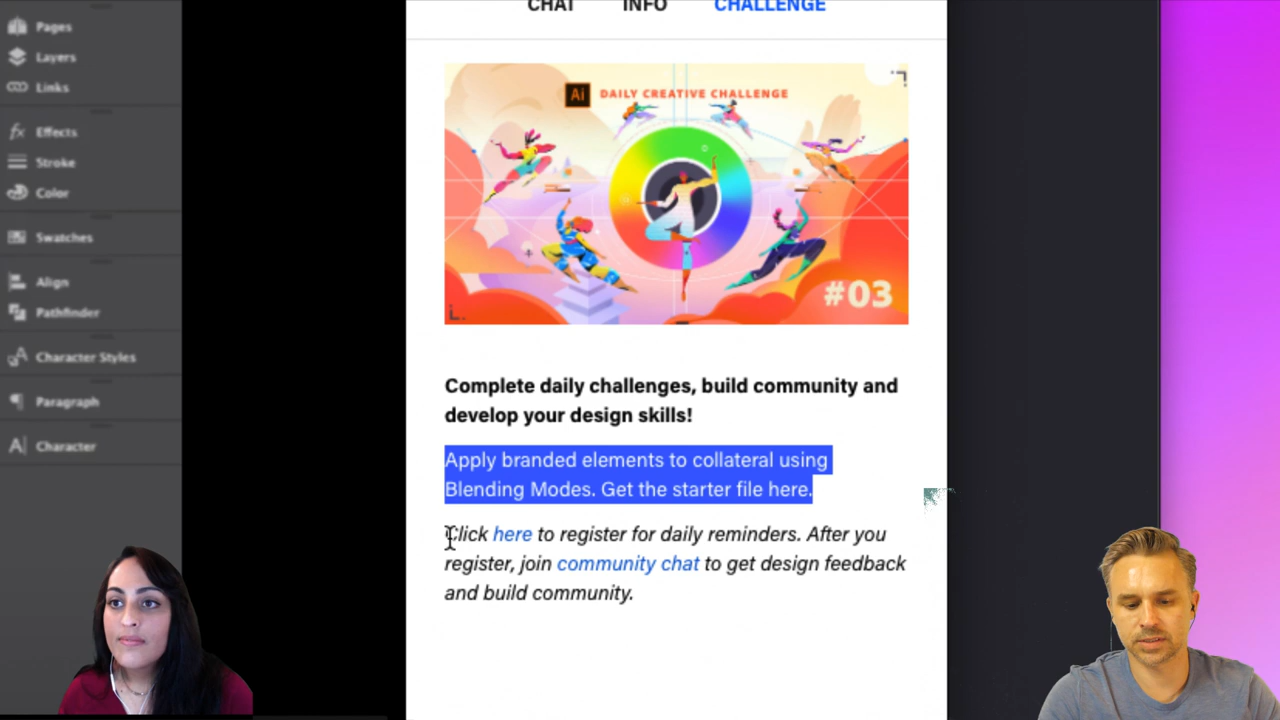 CHAT INFO CHALLENGE
Pages
Layers
Links
fx Effects
Stroke
Color
Swatches
Align
Pathfinder
Character Styles
Paragraph
A Character
Ai DAILY CREATIVE CHALLENGE
#03
Complete daily challenges, build community and
develop your design skills!
Apply branded elements to collateral using
Blending Modes. Get the starter file here.
Click here to register for daily reminders. After you
register, join community chat to get design feedback
and build community.